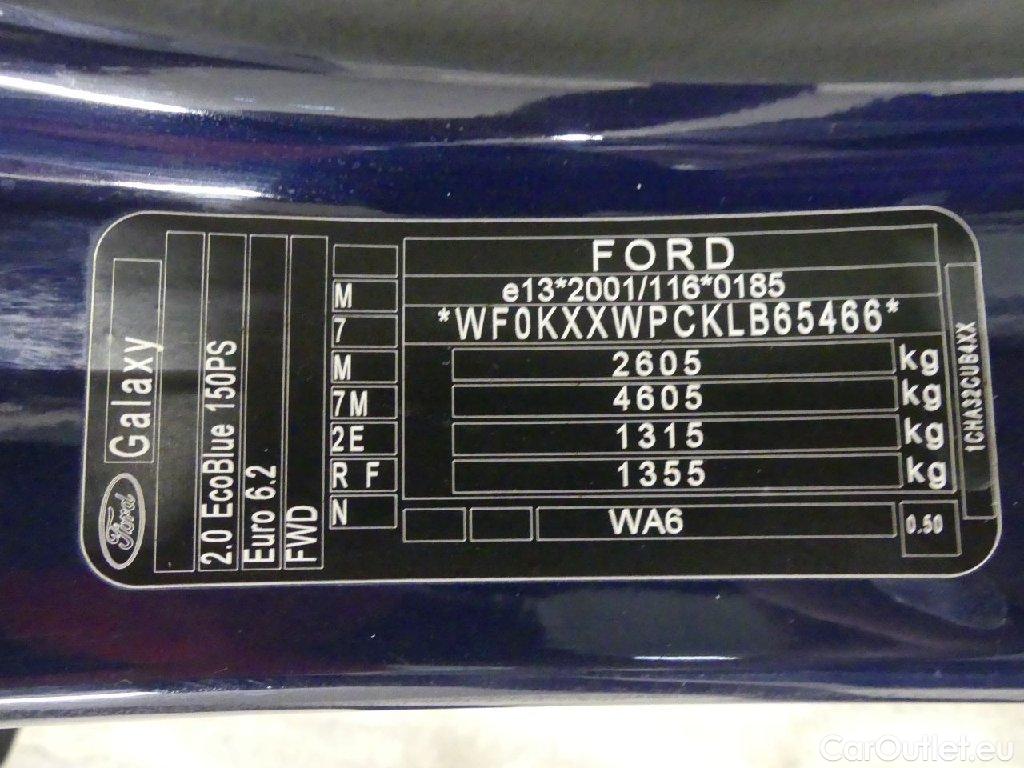 FORD
e13*2001/116*0185
*WF0KXXWPCKLB65466*
2605 kg
4605 kg
1315 kg
1355 kg
WA6
0.50
M
7
M
7M
2E
R F
N
Ford
Galaxy
2.0 EcoBlue 150PS
Euro 6.2
FWD
1CHA32CUB4XX
CarOutlet.eu